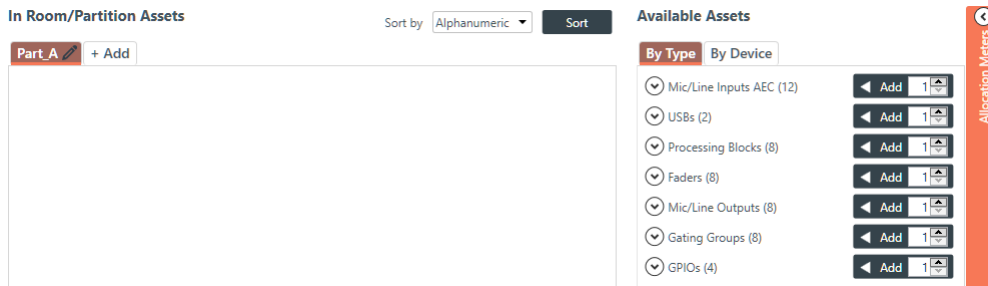 In Room/Partition Assets
Sort by Alphanumeric Sort
Part_A + Add
Available Assets
By Type By Device
Mic/Line Inputs AEC (12) Add 1
USBs (2) Add 1
Processing Blocks (8) Add 1
Faders (8) Add 1
Mic/Line Outputs (8) Add 1
Gating Groups (8) Add 1
GPIOs (4) Add 1
Allocation Meters